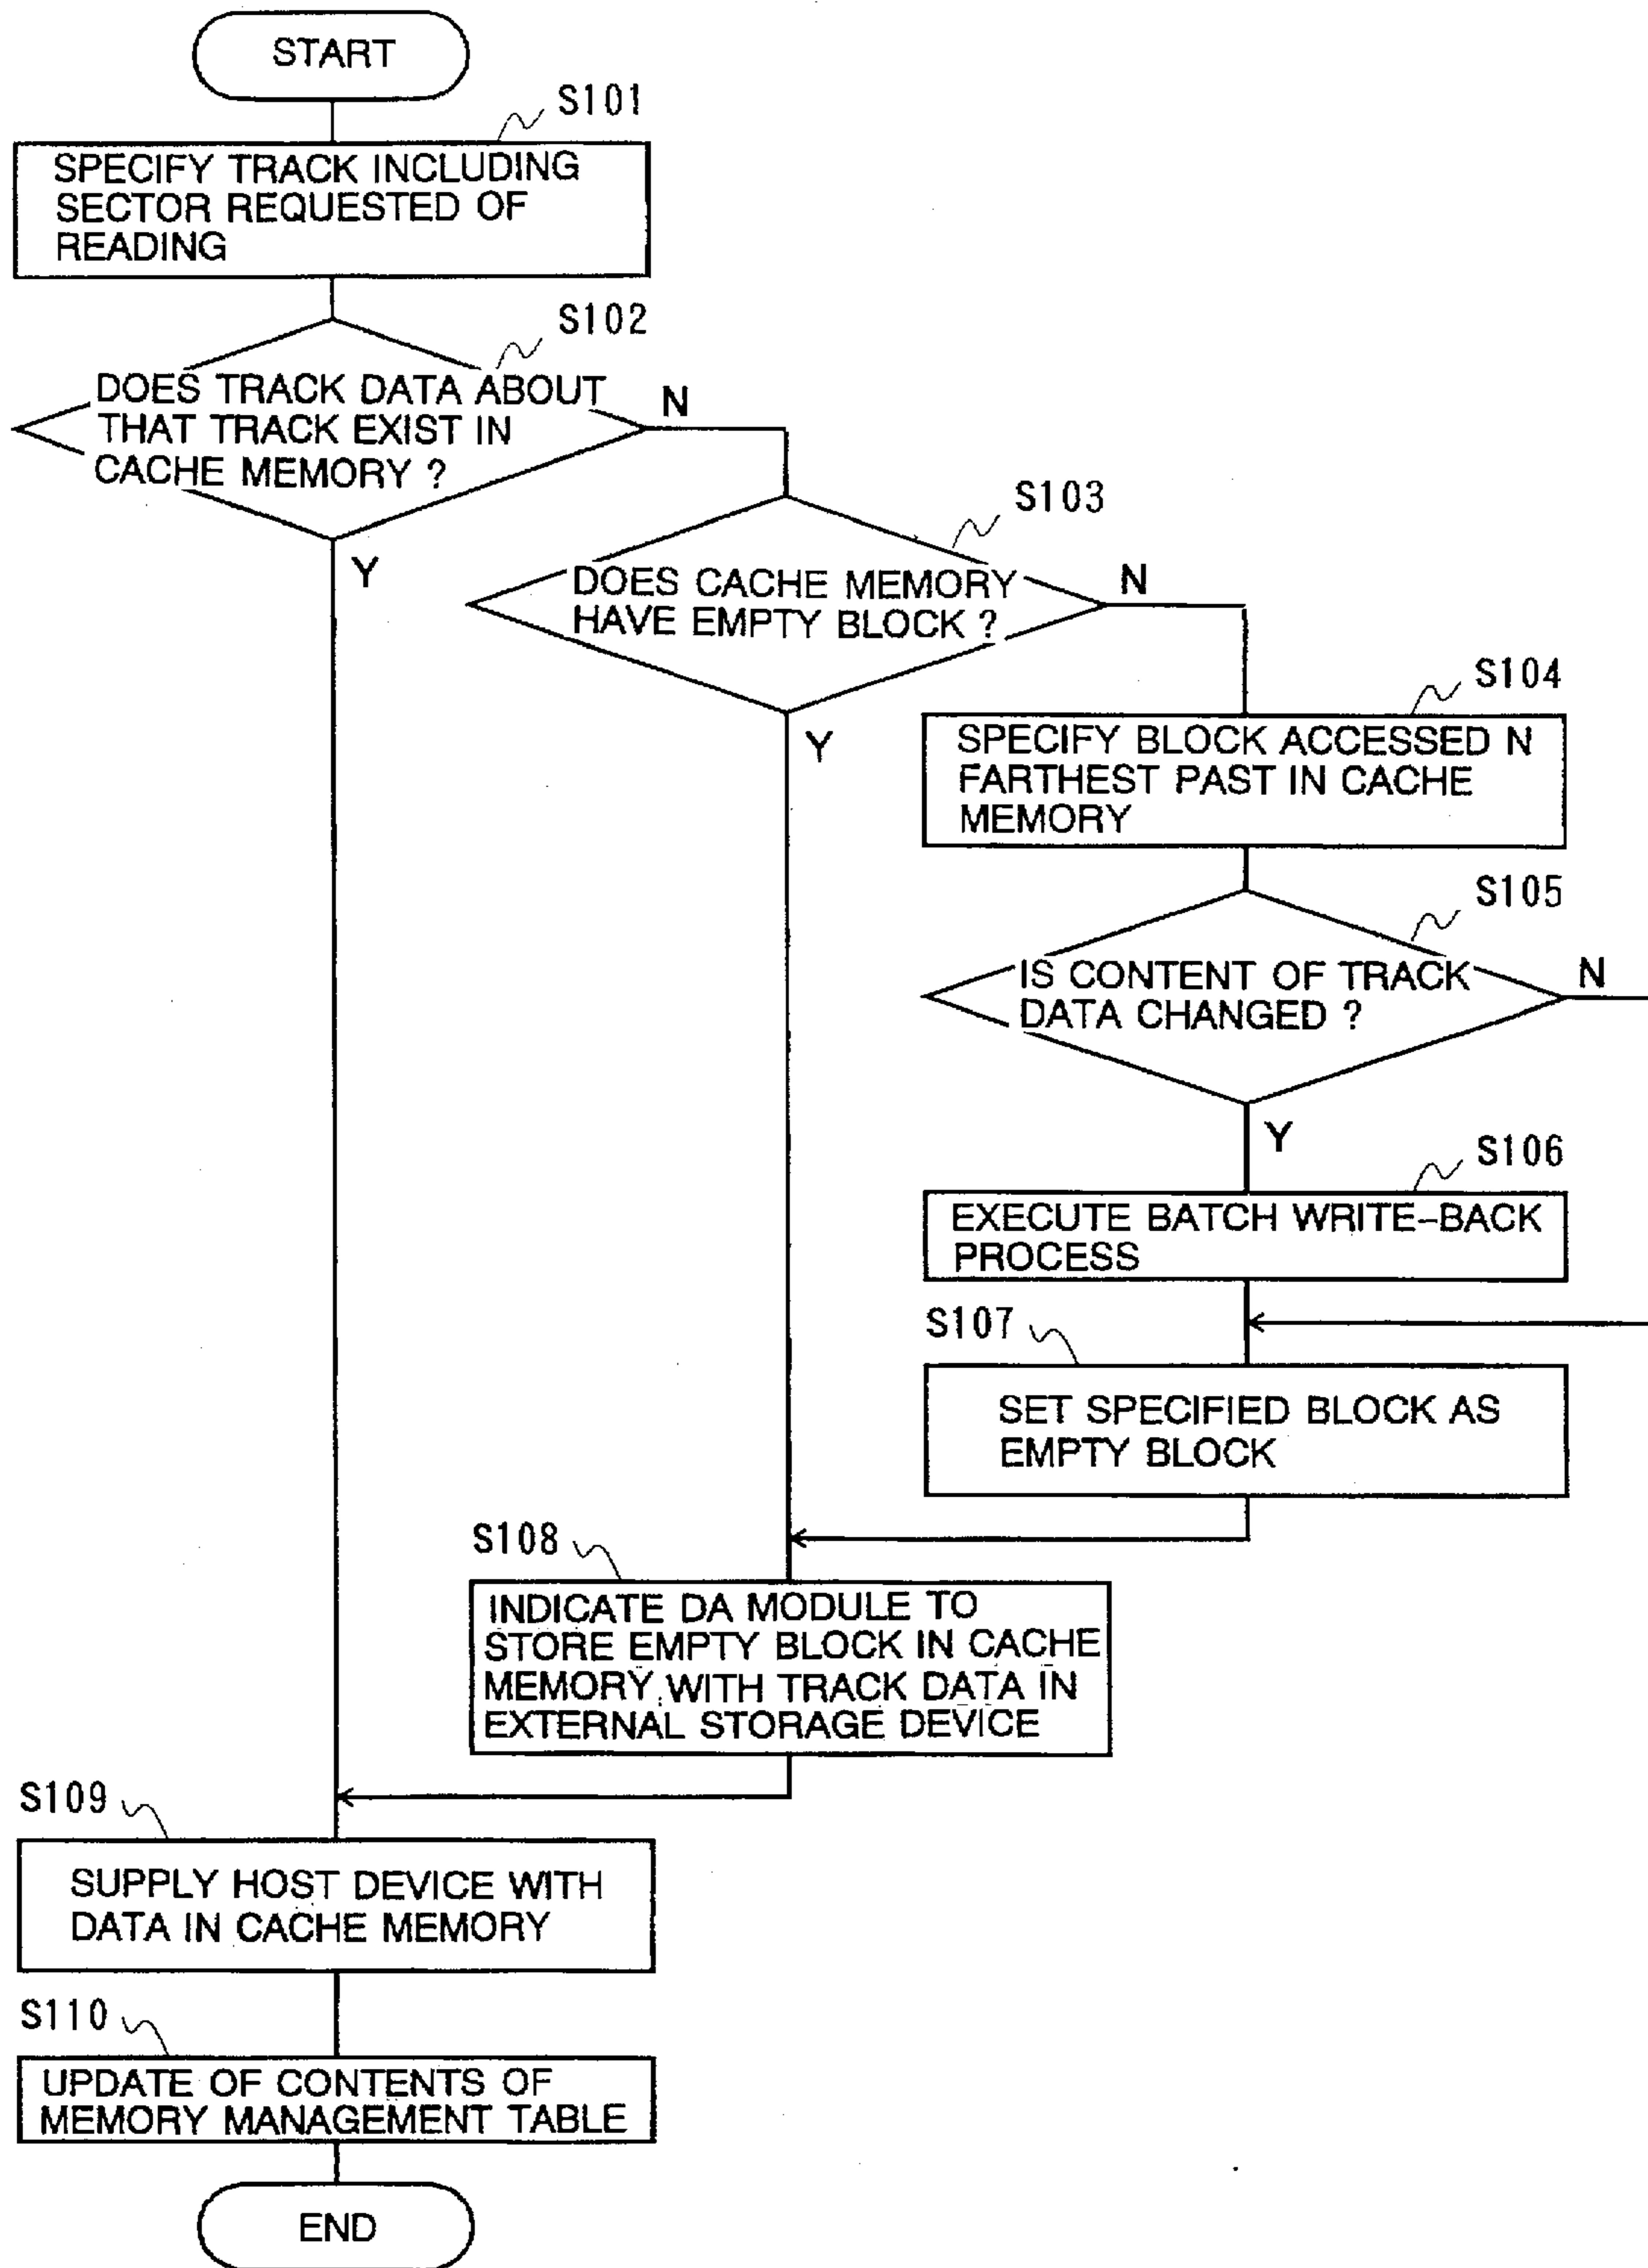 START
S101
SPECIFY TRACK INCLUDING
SECTOR REQUESTED OF
READING
S102
DOES TRACK DATA ABOUT
THAT TRACK EXIST IN
CACHE MEMORY ?
N
Y
S103
DOES CACHE MEMORY
HAVE EMPTY BLOCK ?
N
Y
S104
SPECIFY BLOCK ACCESSED N
FARTHEST PAST IN CACHE
MEMORY
S105
IS CONTENT OF TRACK
DATA CHANGED ?
N
Y
S106
EXECUTE BATCH WRITE-BACK
PROCESS
S107
SET SPECIFIED BLOCK AS
EMPTY BLOCK
S108
INDICATE DA MODULE TO
STORE EMPTY BLOCK IN CACHE
MEMORY WITH TRACK DATA IN
EXTERNAL STORAGE DEVICE
S109
SUPPLY HOST DEVICE WITH
DATA IN CACHE MEMORY
S110
UPDATE OF CONTENTS OF
MEMORY MANAGEMENT TABLE
END